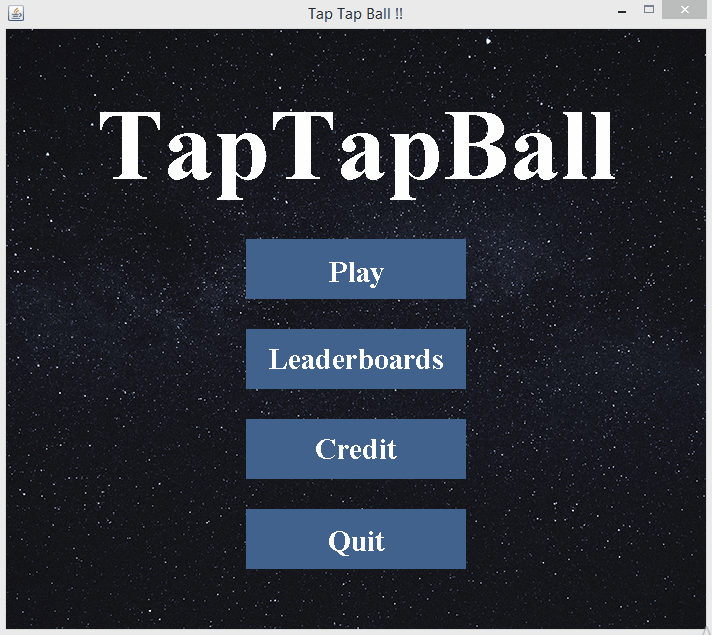 Tap Tap Ball !!
TapTapBall
Play
Leaderboards
Credit
Quit